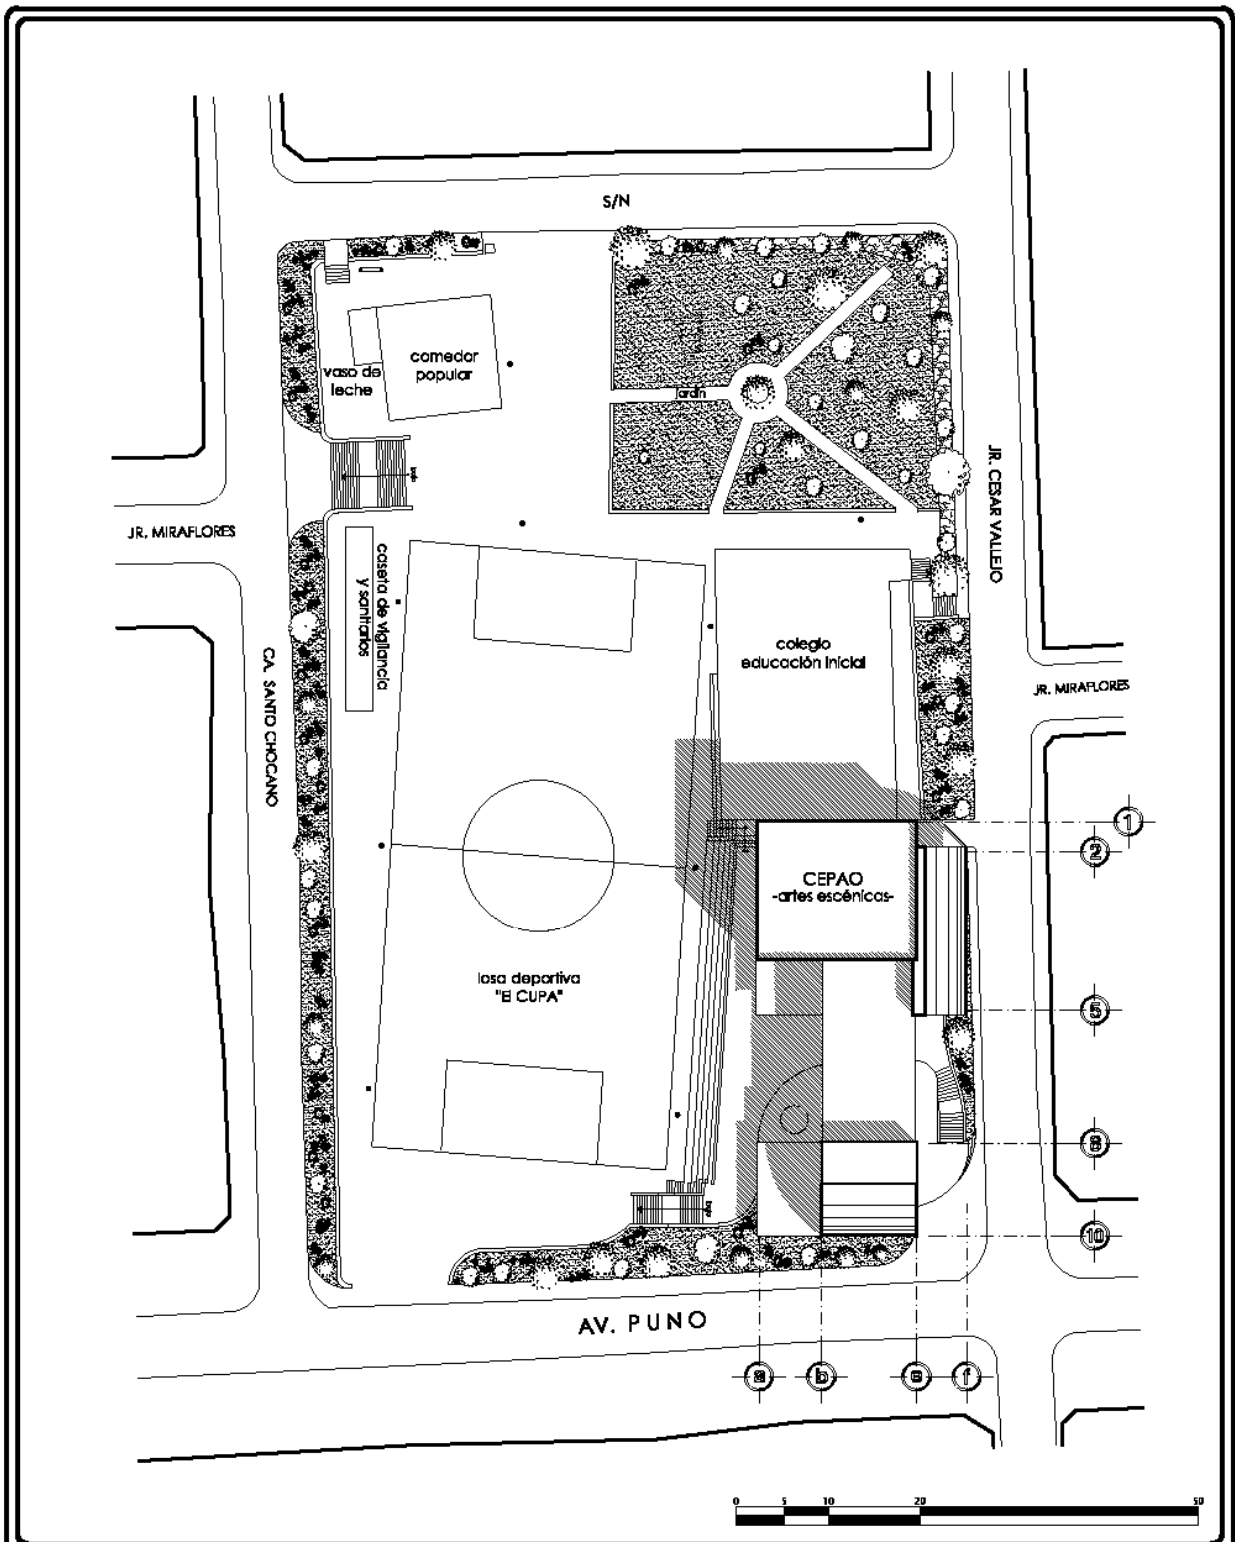 S/N
comedor
popular
vaso de
leche
jardín
baja
JR. MIRAFLORES
JR. CESAR VALLEJO
caseta de vigilancia
y sanitarios
colegio
educación inicial
CA. SANTO CHOCANO
JR. MIRAFLORES
1
2
CEPAO
-artes escénicas-
losa deportiva
"El CUPA"
5
baja
10
AV. PUNO
a
b
f
0 5 10 20 50